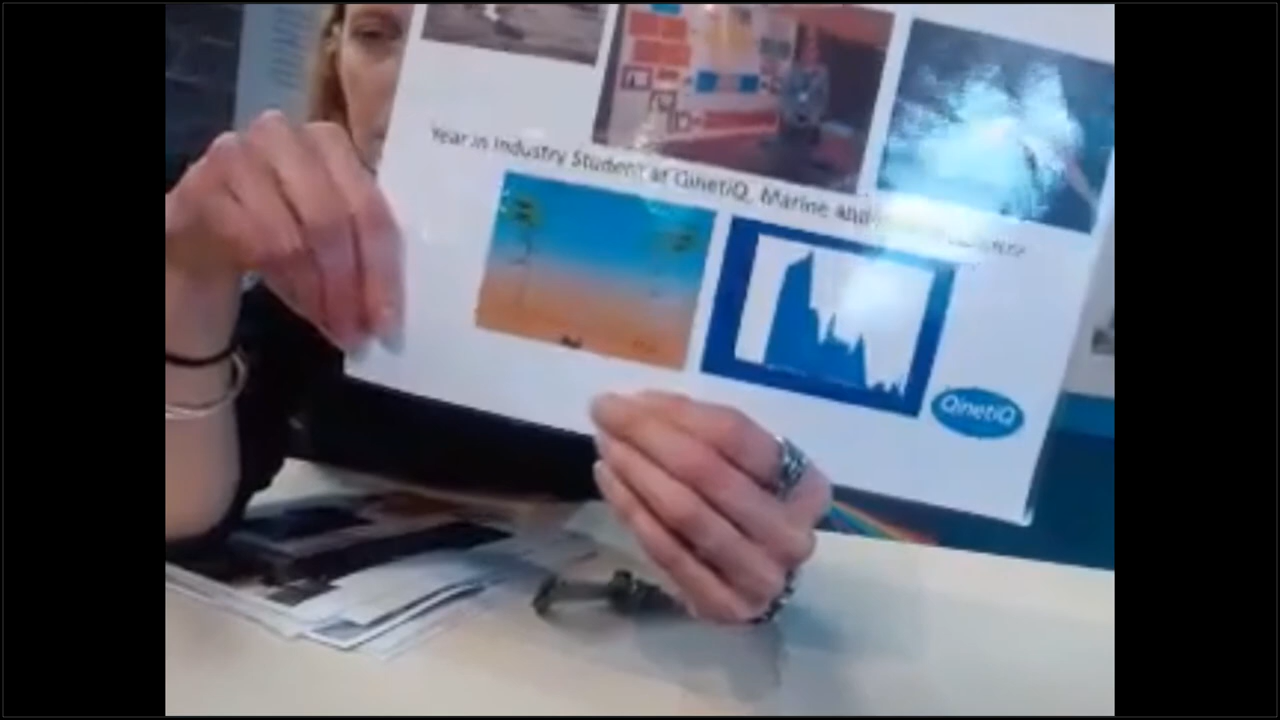 Year in Industry Student at QinetiQ, Marine and
QinetiQ